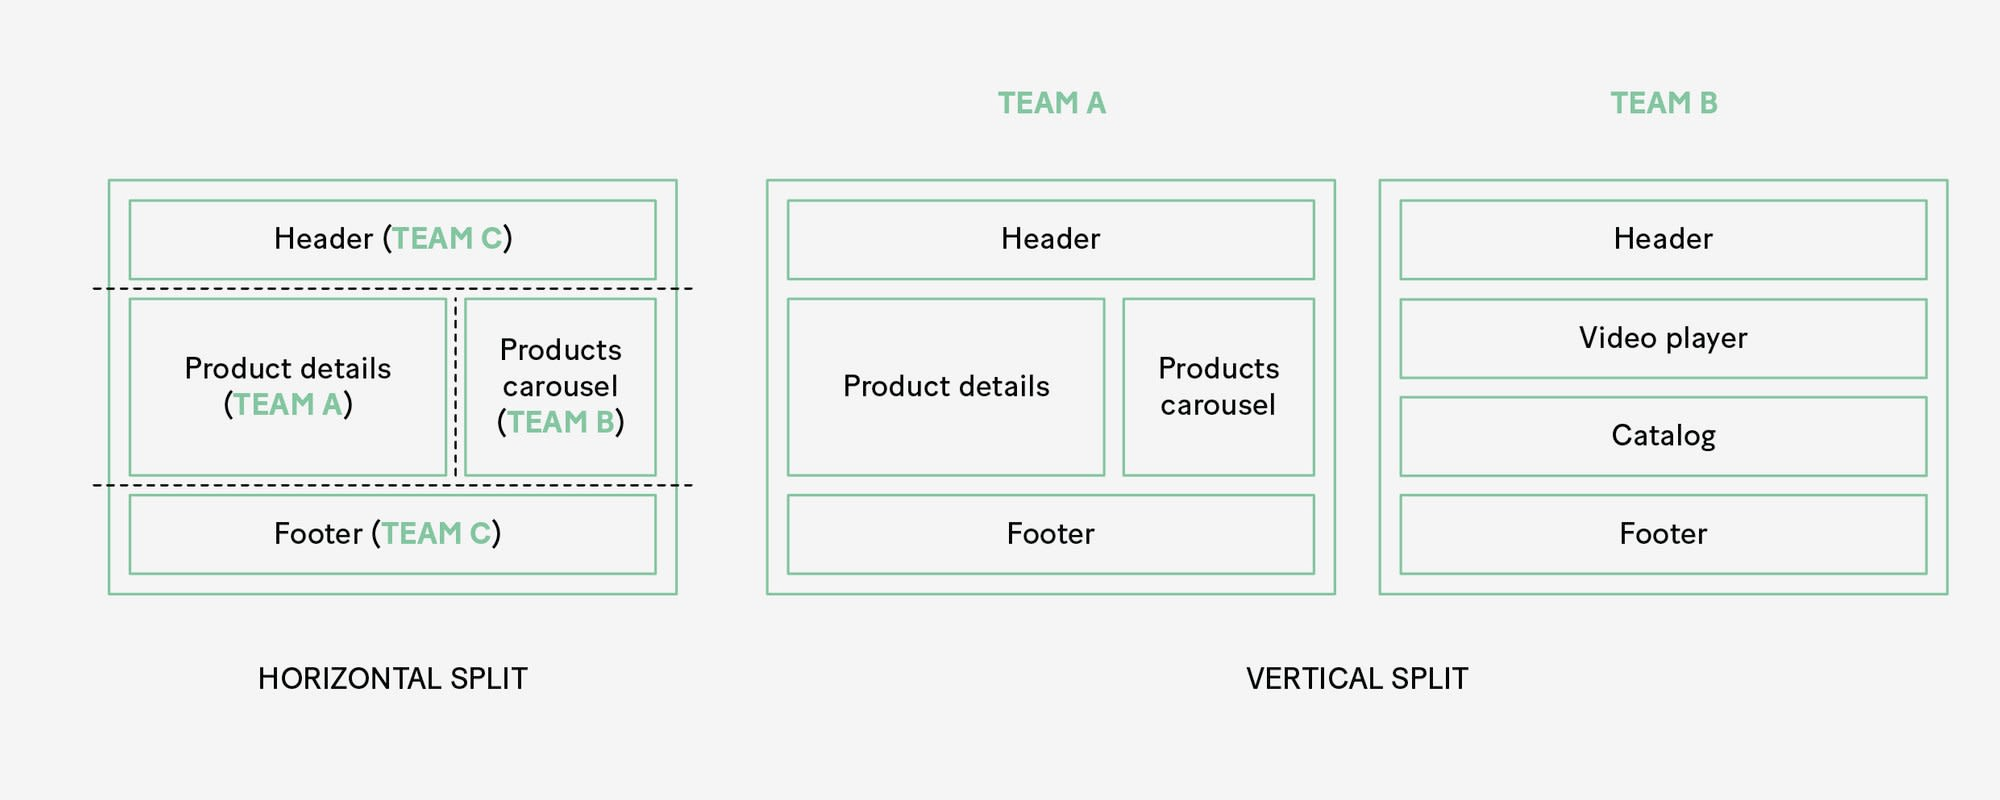 TEAM A
TEAM B
Header (TEAM C)
Product details
(TEAM A)
Products
carousel
(TEAM B)
Footer (TEAM C)
HORIZONTAL SPLIT
Header
Product details
Products
carousel
Footer
Header
Video player
Catalog
Footer
VERTICAL SPLIT